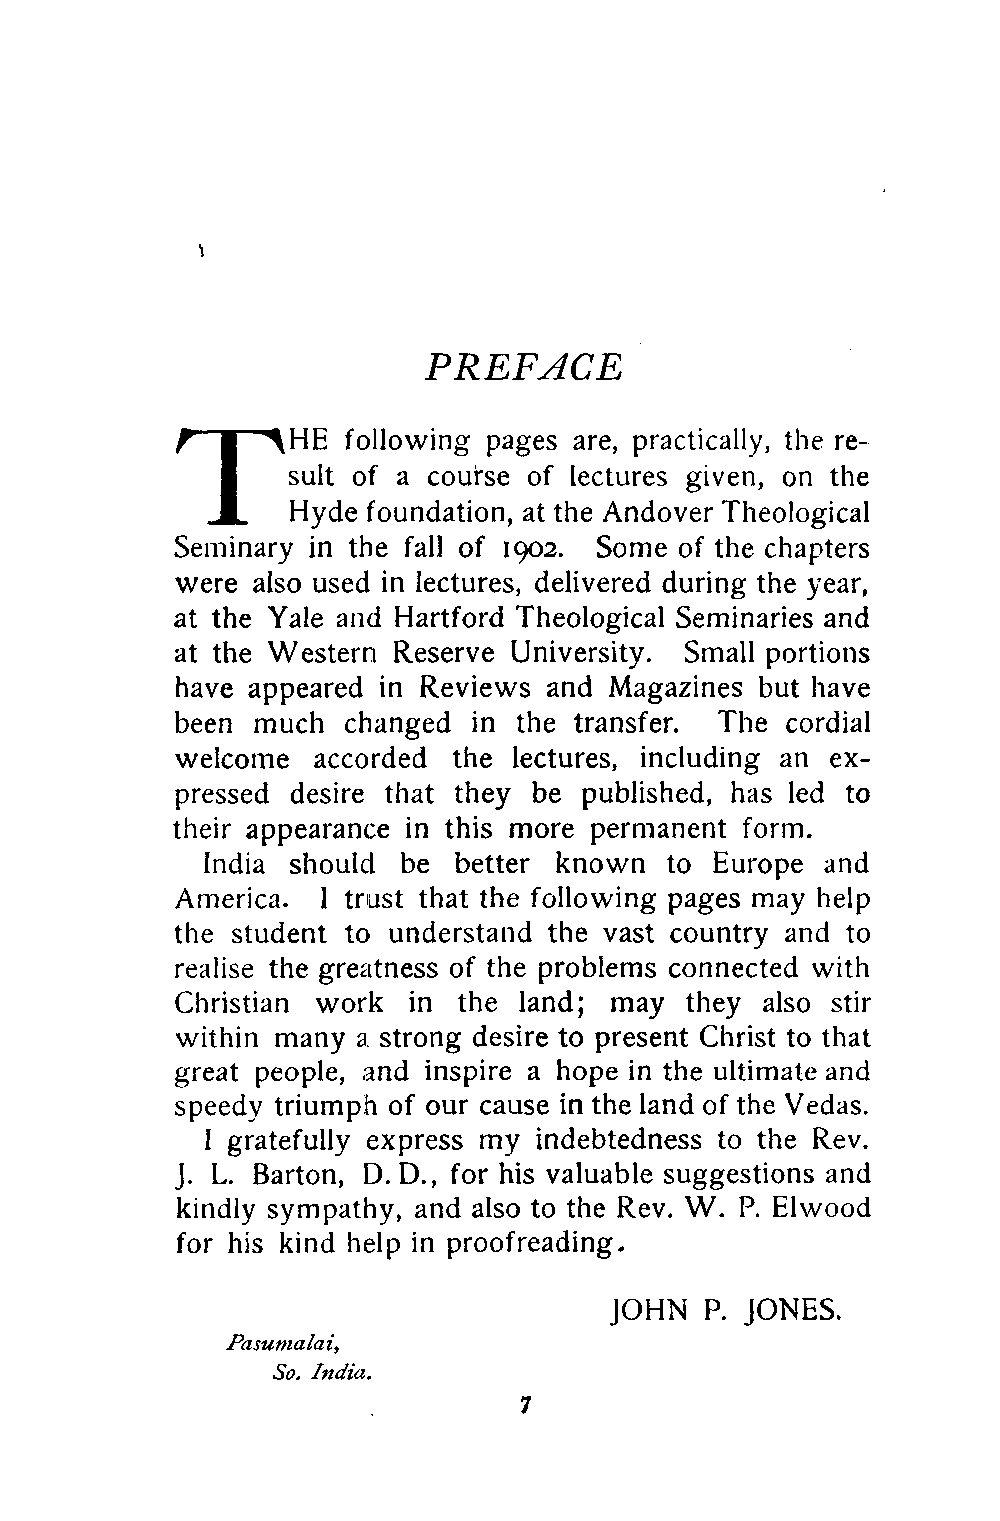 PREFACE
THE following pages are, practically, the re-
sult of a course of lectures given, on the
Hyde foundation, at the Andover Theological
Seminary in the fall of 1902. Some of the chapters
were also used in lectures, delivered during the year,
at the Yale and Hartford Theological Seminaries and
at the Western Reserve University. Small portions
have appeared in Reviews and Magazines but have
been much changed in the transfer. The cordial
welcome accorded the lectures, including an ex-
pressed desire that they be published, has led to
their appearance in this more permanent form.
India should be better known to Europe and
America. I trust that the following pages may help
the student to understand the vast country and to
realise the greatness of the problems connected with
Christian work in the land; may they also stir
within many a strong desire to present Christ to that
great people, and inspire a hope in the ultimate and
speedy triumph of our cause in the land of the Vedas.
I gratefully express my indebtedness to the Rev.
J. L. Barton, D. D., for his valuable suggestions and
kindly sympathy, and also to the Rev. W. P. Elwood
for his kind help in proofreading.
JOHN P. JONES.
Pasumalai,
So. India.
7